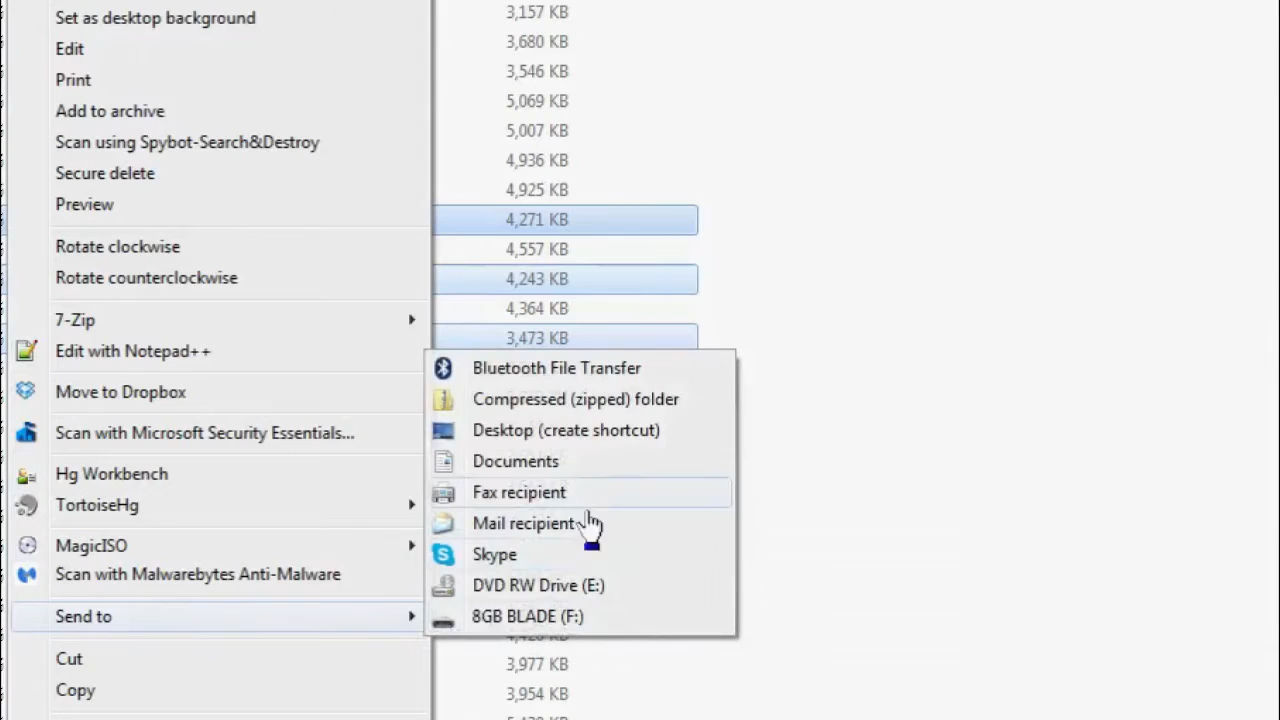 Set as desktop background
Edit
Print
Add to archive
Scan using Spybot-Search&Destroy
Secure delete
Preview
Rotate clockwise
Rotate counterclockwise
7-Zip
Edit with Notepad++
Move to Dropbox
Scan with Microsoft Security Essentials...
Hg Workbench
TortoiseHg
MagicISO
Scan with Malwarebytes Anti-Malware
Send to
Cut
Copy
3,157 KB
3,680 KB
3,546 KB
5,069 KB
5,007 KB
4,936 KB
4,925 KB
4,271 KB
4,557 KB
4,243 KB
4,364 KB
3,473 KB
Bluetooth File Transfer
Compressed (zipped) folder
Desktop (create shortcut)
Documents
Fax recipient
Mail recipient
Skype
DVD RW Drive (E:)
8GB BLADE (F:)
3,977 KB
3,954 KB